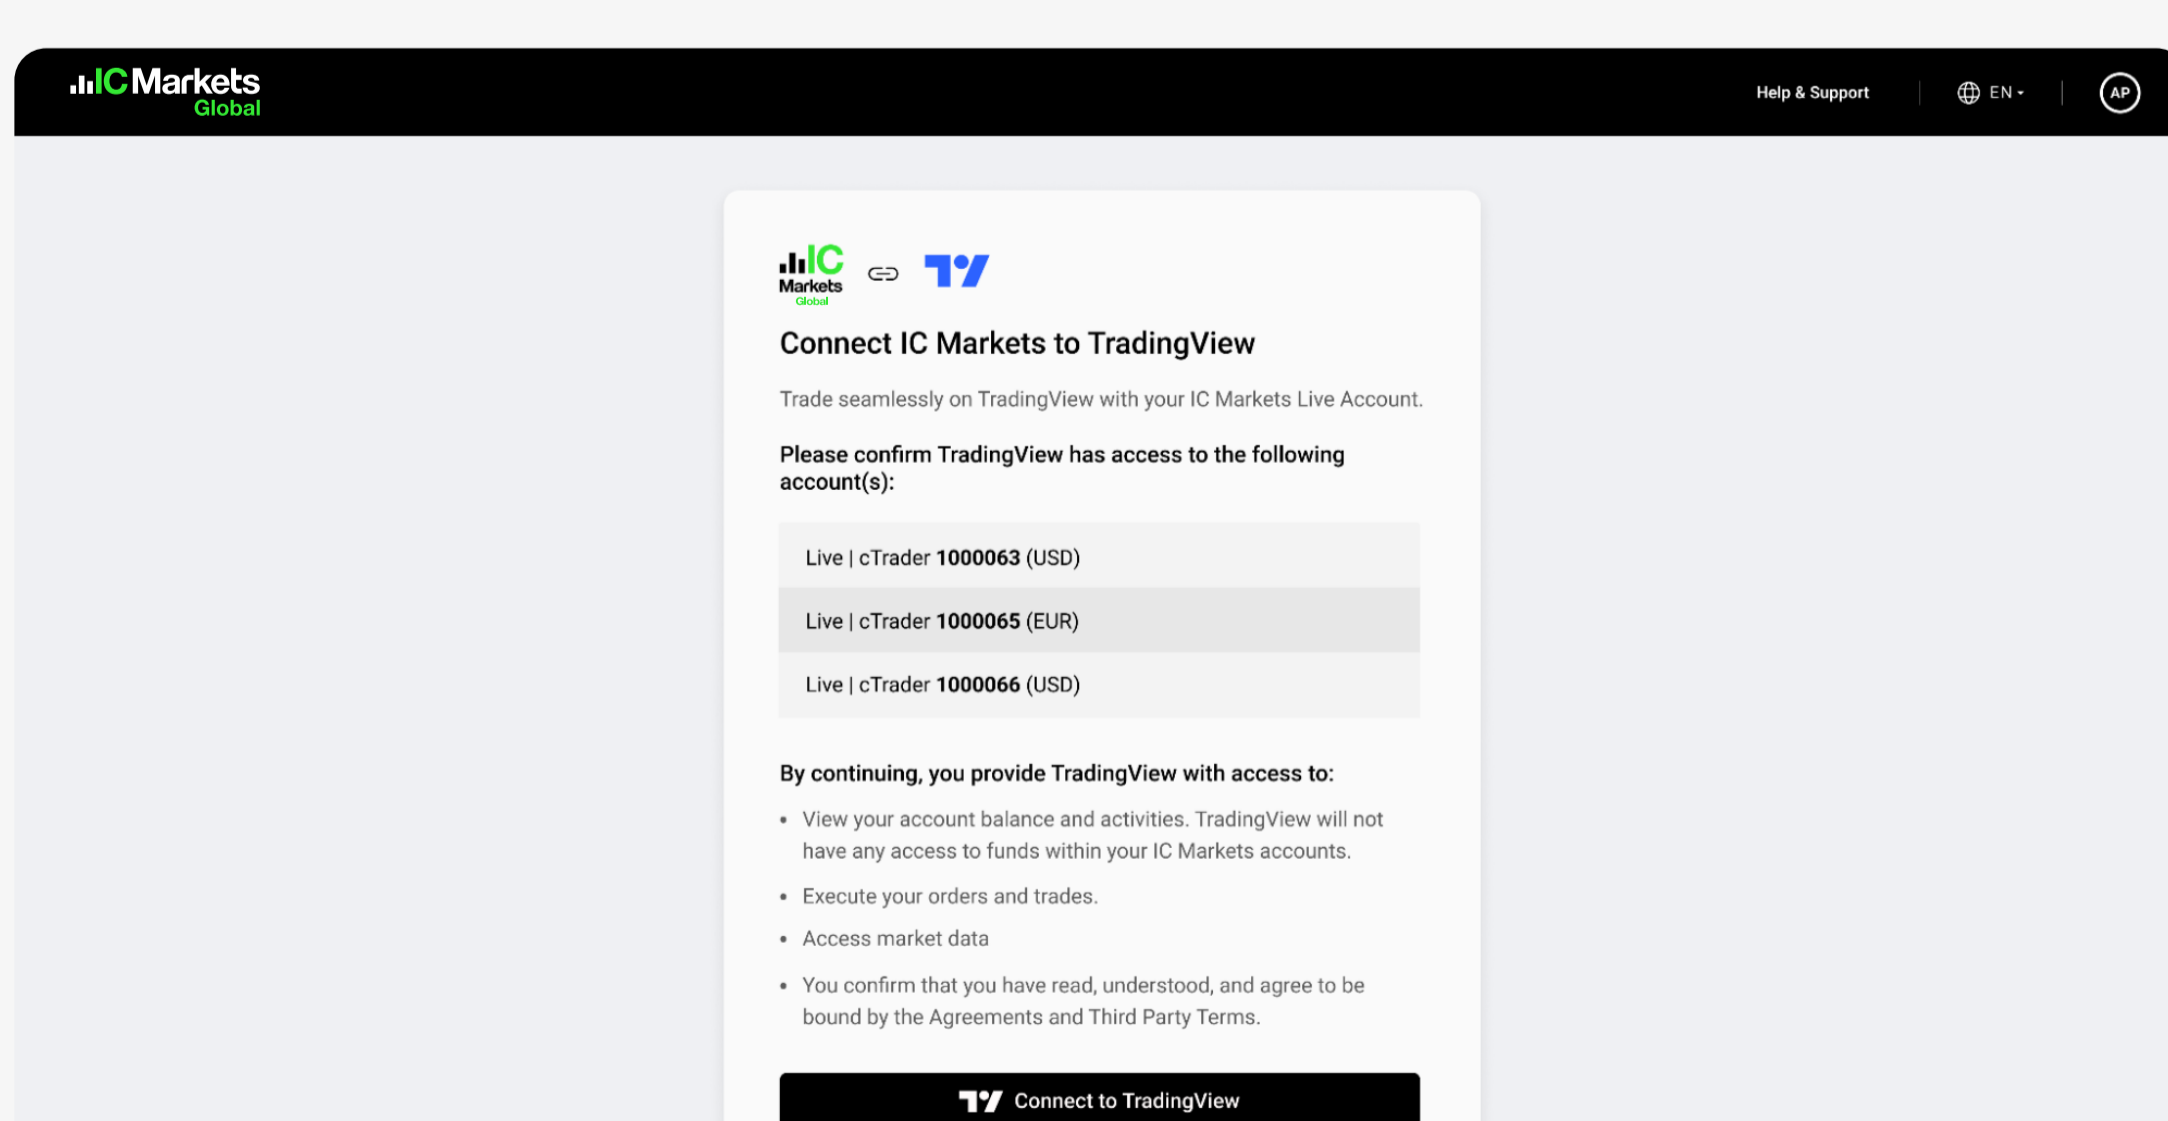 IC Markets
Global
Help & Support
EN
AP
IC
Markets
Global
Connect IC Markets to TradingView
Trade seamlessly on TradingView with your IC Markets Live Account.
Please confirm TradingView has access to the following
account(s):
Live | cTrader 1000063 (USD)
Live | cTrader 1000065 (EUR)
Live | cTrader 1000066 (USD)
By continuing, you provide TradingView with access to:
• View your account balance and activities. TradingView will not
have any access to funds within your IC Markets accounts.
• Execute your orders and trades.
• Access market data
• You confirm that you have read, understood, and agree to be
bound by the Agreements and Third Party Terms.
Connect to TradingView